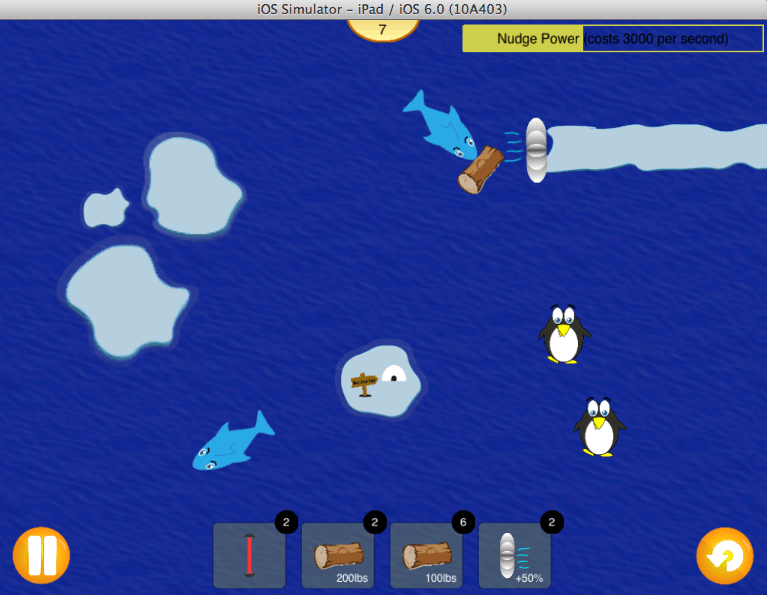 iOS Simulator – iPad / iOS 6.0 (10A403)
7
Nudge Power (costs 3000 per second)
2
2
6
2
200lbs
100lbs
+50%